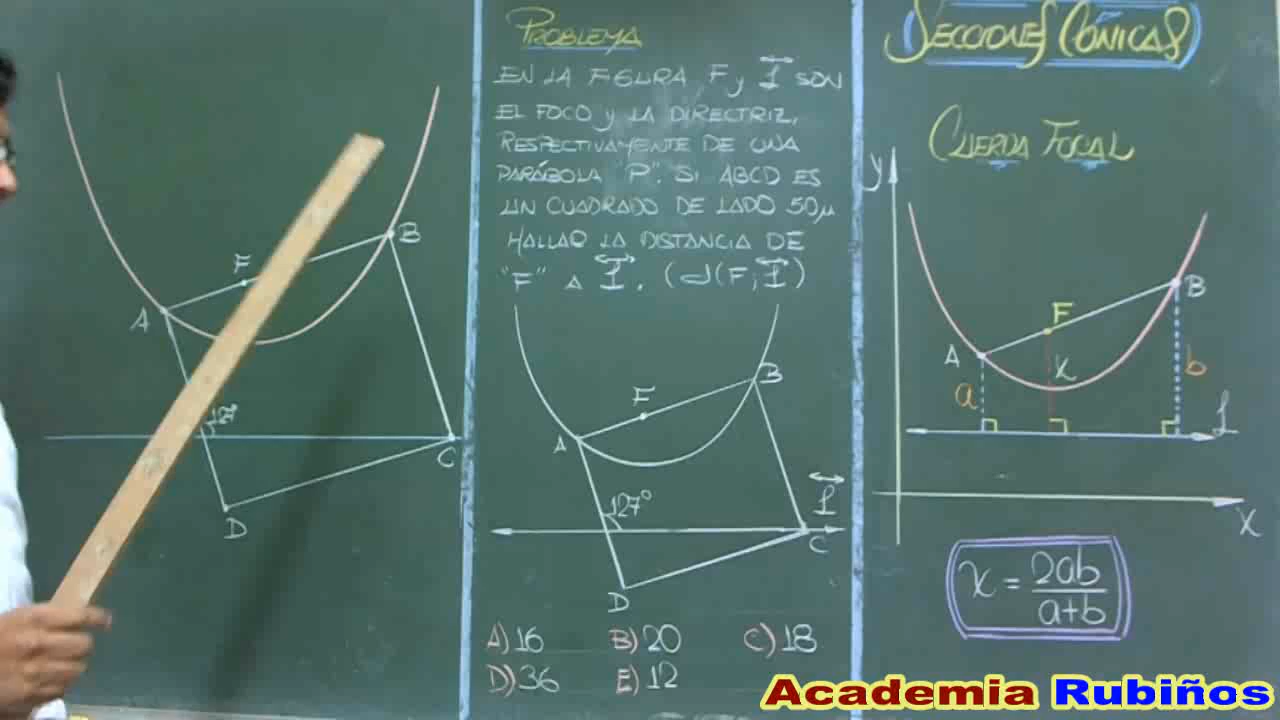 A
F
B
127°
C
D
PROBLEMA
EN LA FIGURA F y L SON
EL FOCO y LA DIRECTRIZ,
RESPECTIVAMENTE DE UNA
PARÁBOLA "P". SI ABCD ES
UN CUADRADO DE LADO 50μ
HALLAR LA DISTANCIA DE
"F" A L. (d(F; L))
A
F
B
127°
L
C
D
A) 16 B) 20 C) 18
D) 36 E) 12
SECCIONES CÓNICAS
CUERDA FOCAL
y
A
F
B
a
x
b
L
X
x = 2ab
a+b
Academia Rubiños